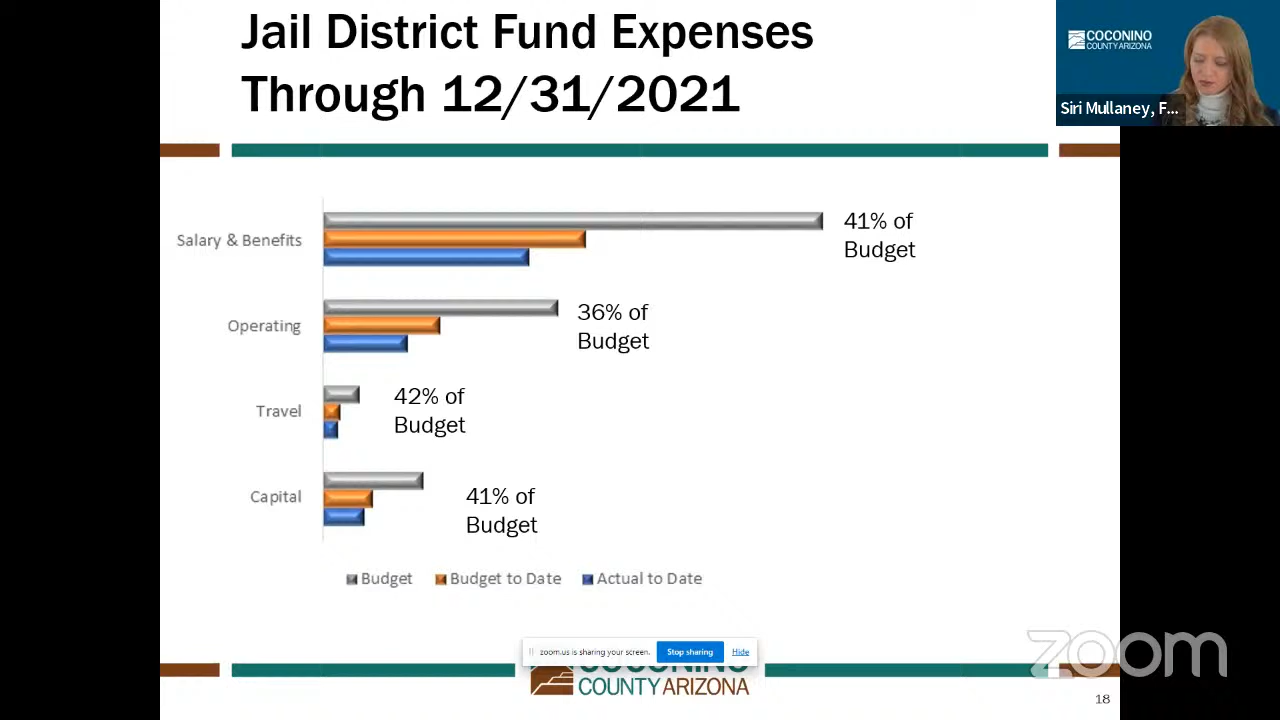 Jail District Fund Expenses
Through 12/31/2021
COCONINO
COUNTY ARIZONA
Siri Mullaney, F...
Salary & Benefits
41% of
Budget
Operating
36% of
Budget
Travel
42% of
Budget
Capital
41% of
Budget
Budget
Budget to Date
Actual to Date
zoom.us is sharing your screen.
Stop sharing
Hide
COCONINO
COUNTY ARIZONA
zoom
18